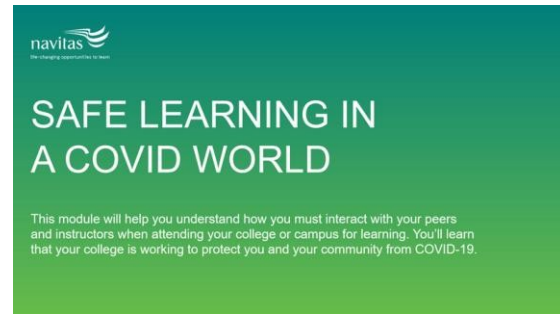 navitas
life-changing opportunities to learn
SAFE LEARNING IN
A COVID WORLD
This module will help you understand how you must interact with your peers
and instructors when attending your college or campus for learning. You'll learn
that your college is working to protect you and your community from COVID-19.